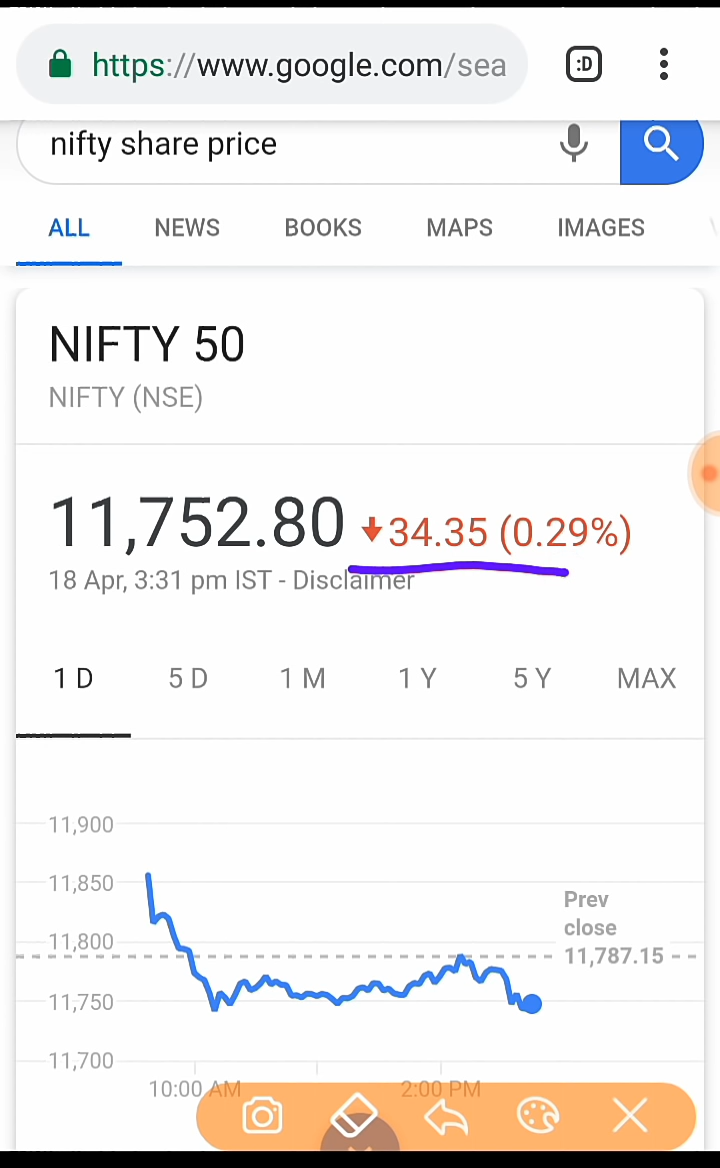 https://www.google.com/sea :D
nifty share price
ALL NEWS BOOKS MAPS IMAGES
NIFTY 50
NIFTY (NSE)
11,752.80 34.35 (0.29%)
18 Apr, 3:31 pm IST - Disclaimer
1 D 5 D 1 M 1 Y 5 Y MAX
11,900
11,850
Prev
close
11,800
11,787.15
11,750
11,700
10:00 AM 2:00 PM